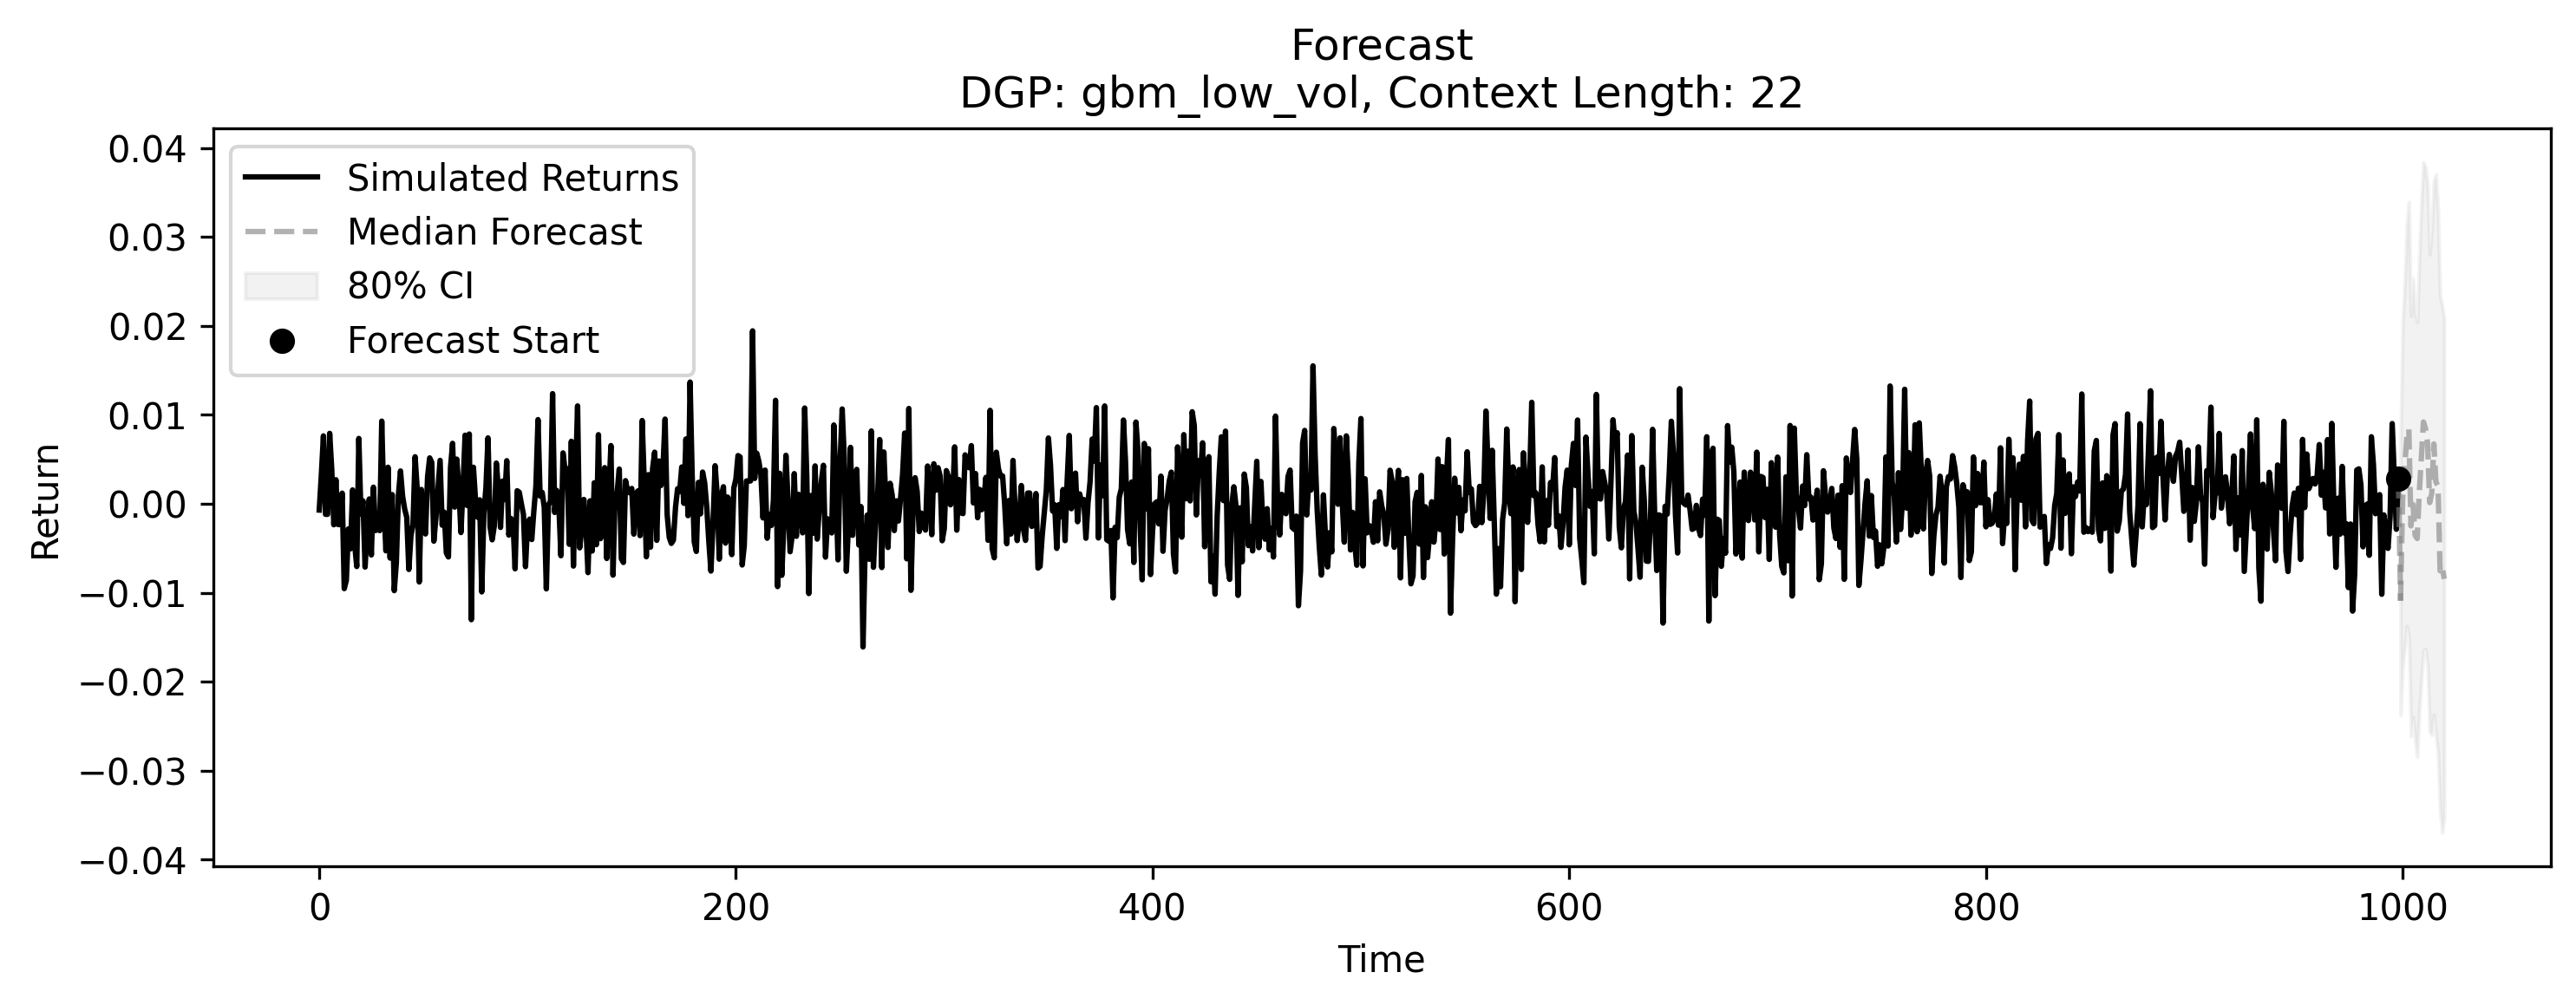 Forecast
DGP: gbm_low_vol, Context Length: 22
Simulated Returns
Median Forecast
80% CI
Forecast Start
Return
0.04
0.03
0.02
0.01
0.00
−0.01
−0.02
−0.03
−0.04
0
200
400
600
800
1000
Time